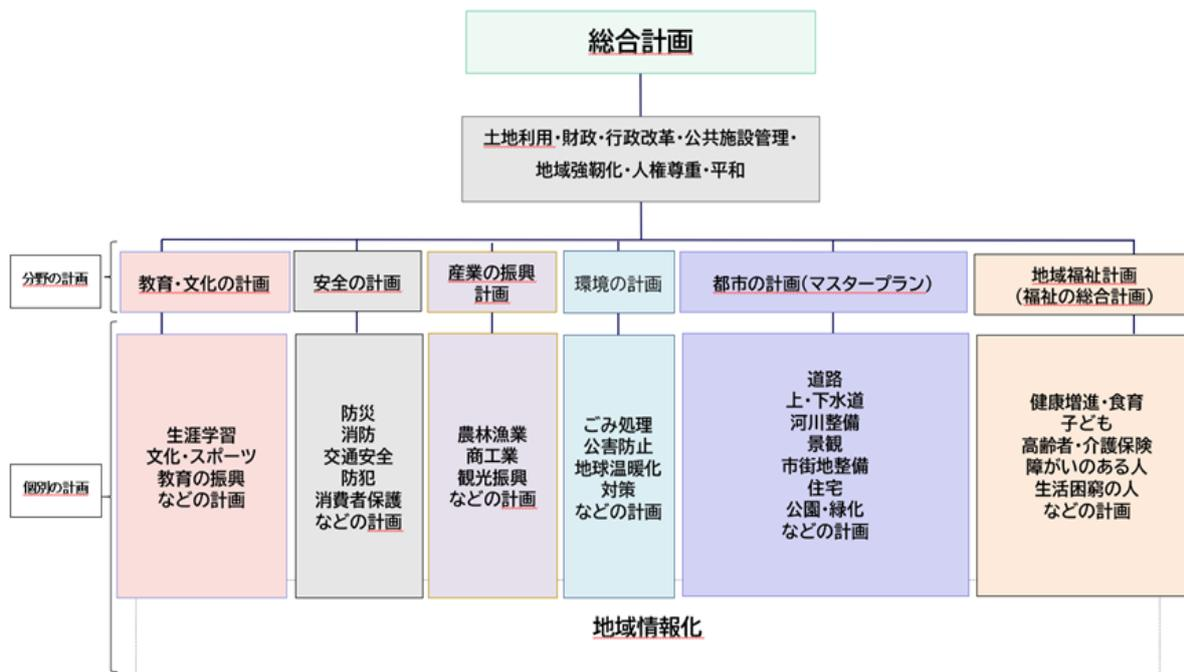 総合計画
土地利用・財政・行政改革・公共施設管理・
地域強靭化・人権尊重・平和
分野の計画
教育・文化の計画
安全の計画
産業の振興
計画
環境の計画
都市の計画(マスタープラン)
地域福祉計画
(福祉の総合計画)
個別の計画
生涯学習
文化・スポーツ
教育の振興
などの計画
防災
消防
交通安全
防犯
消費者保護
などの計画
農林漁業
商工業
観光振興
などの計画
ごみ処理
公害防止
地球温暖化
対策
などの計画
道路
上・下水道
河川整備
景観
市街地整備
住宅
公園・緑化
などの計画
健康増進・食育
子ども
高齢者・介護保険
障がいのある人
生活困窮の人
などの計画
地域情報化